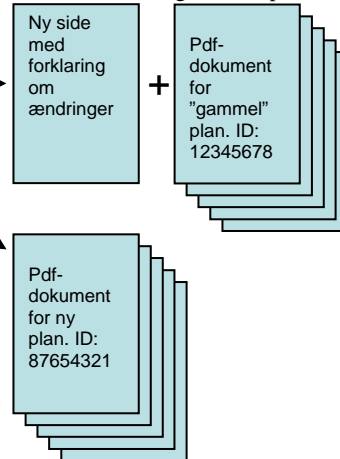 Ny side
med
forklaring
om
ændringer
+
Pdf-
dokument
for
"gammel”
plan. ID:
12345678
Pdf-
dokument
for ny
plan. ID:
87654321